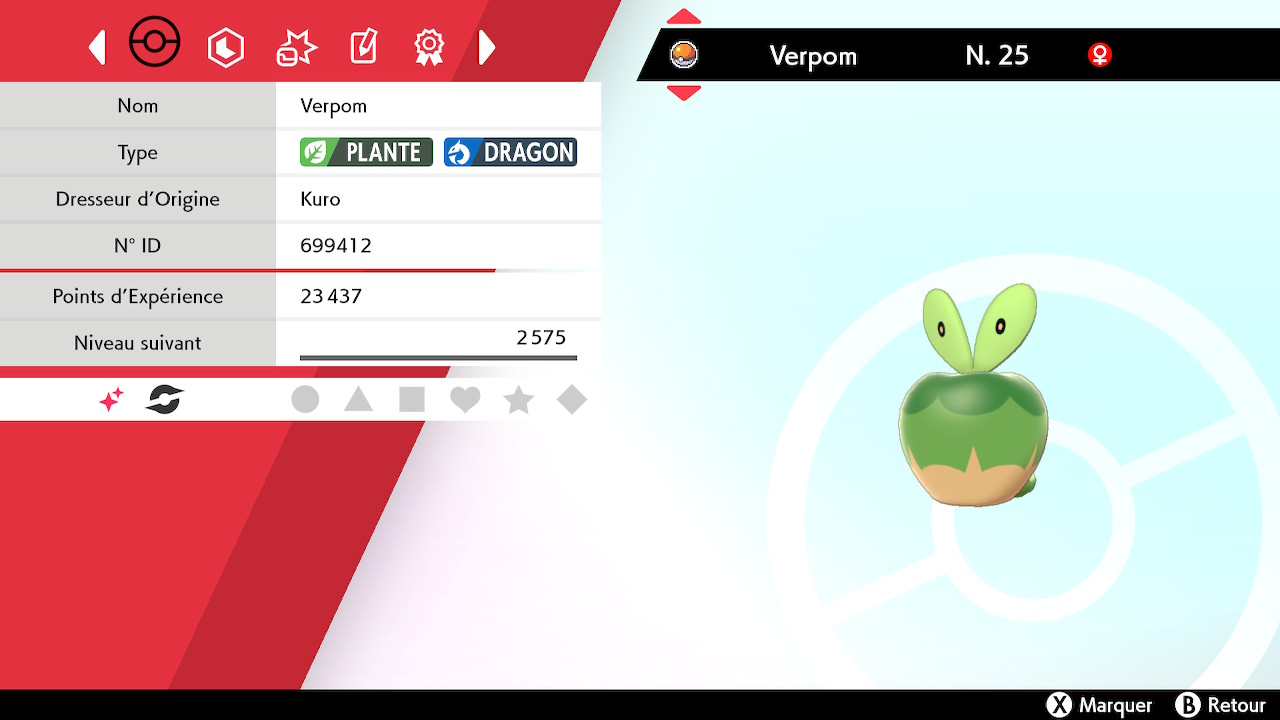 Verpom N. 25
Nom Verpom
Type PLANTE DRAGON
Dresseur d'Origine Kuro
N° ID 699412
Points d'Expérience 23 437
Niveau suivant 2 575
X Marquer B Retour